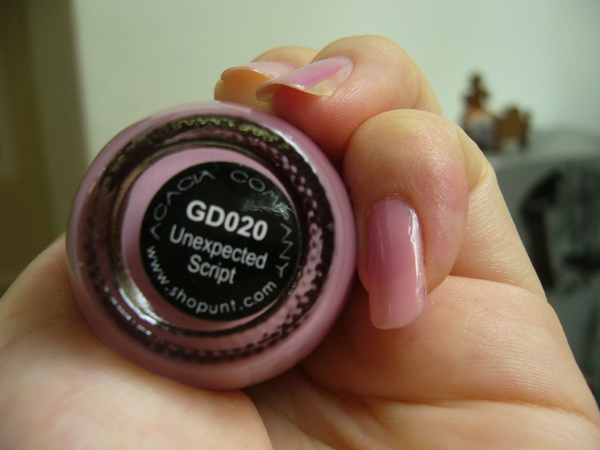 ACACIA COMPANY
GD020
Unexpected
Script
www.shopunt.com